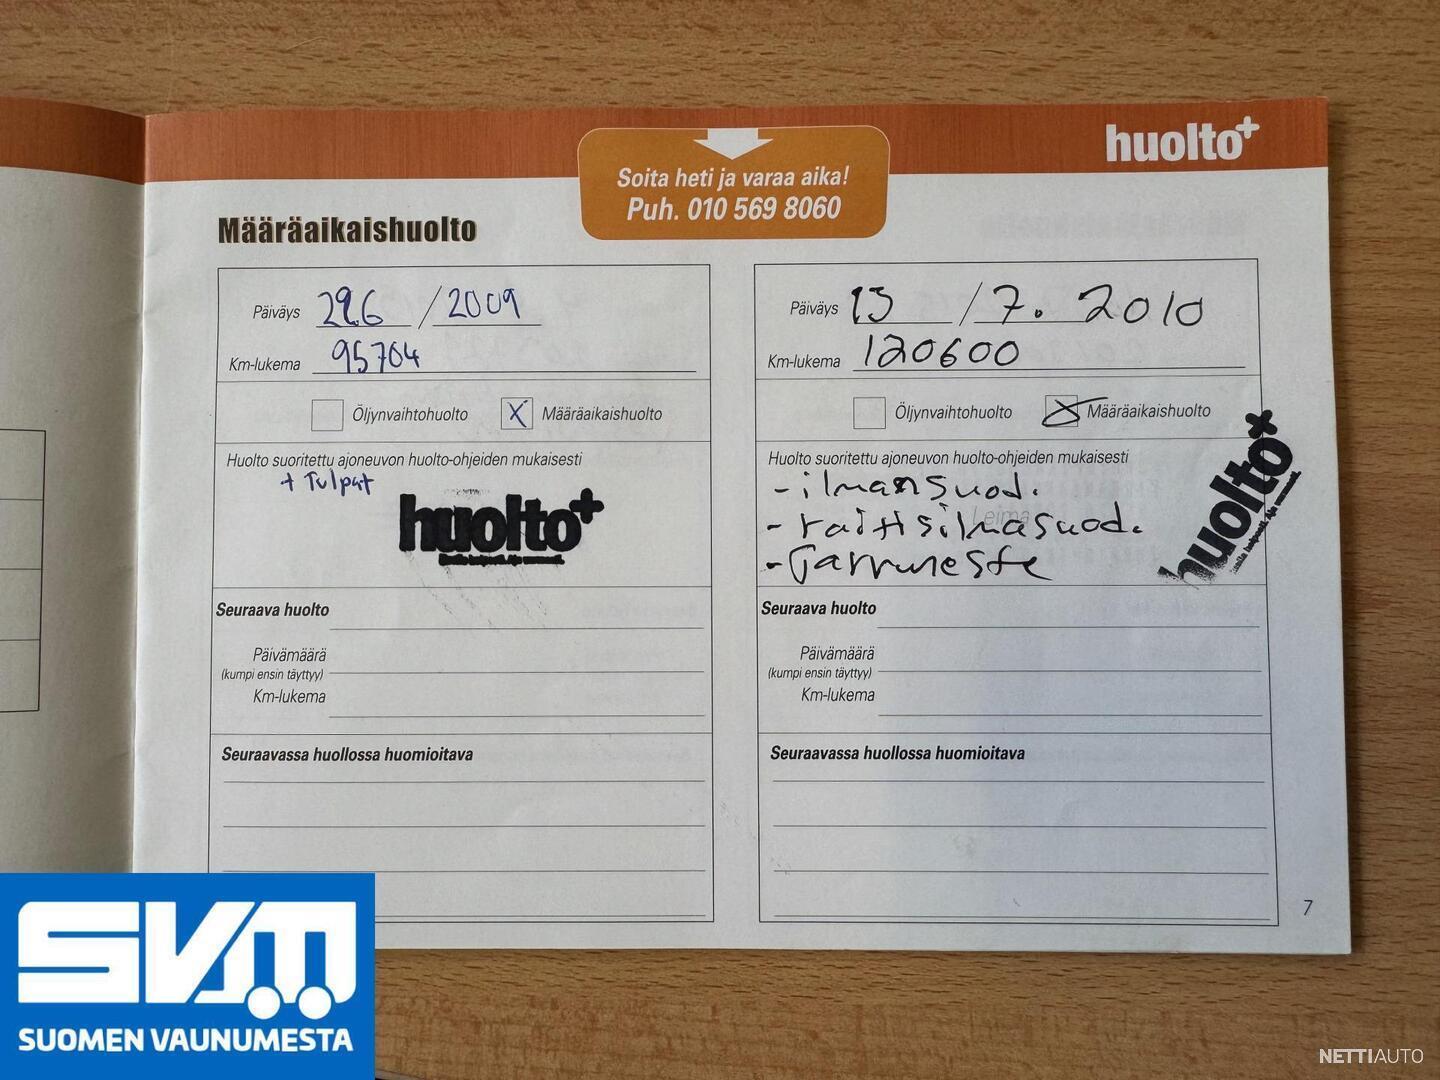 huolto+
Soita heti ja varaa aika!
Puh. 010 569 8060
Määräaikaishuolto
Päiväys 29.6 / 2009
Km-lukema 95704
Öljynvaihtohuolto X Määräaikaishuolto
Huolto suoritettu ajoneuvon huolto-ohjeiden mukaisesti
+ Tulpat
huolto+
Seuraava huolto
Päivämäärä
(kumpi ensin täyttyy)
Km-lukema
Seuraavassa huollossa huomioitava
Päiväys 13 / 7. 2010
Km-lukema 120600
Öljynvaihtohuolto X Määräaikaishuolto
Huolto suoritettu ajoneuvon huolto-ohjeiden mukaisesti
- ilmansuod.
- raitisilmasuod.
Leima
- Jarruneste
huolto+
Seuraava huolto
Päivämäärä
(kumpi ensin täyttyy)
Km-lukema
Seuraavassa huollossa huomioitava
7
SVM
SUOMEN VAUNUMESTA
NETTIAUTO